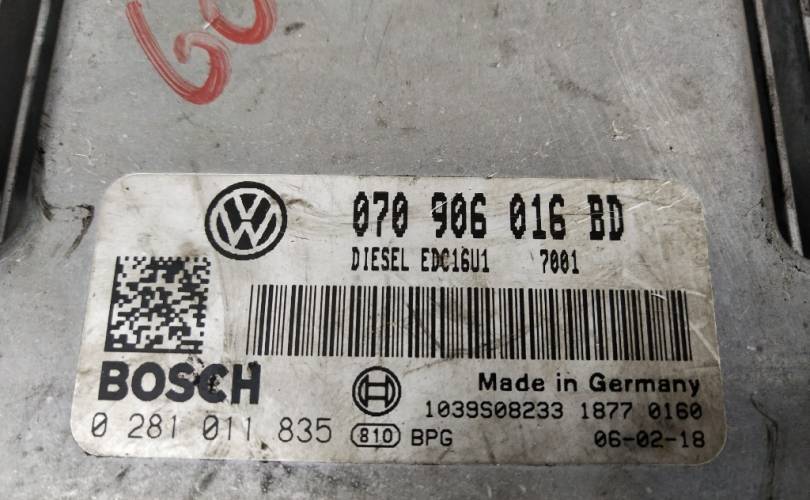 070 906 016 BD
DIESEL EDC16U1 7001
BOSCH
Made in Germany
1039S08233 1877 0160
0 281 011 835 810 BPG 06-02-18